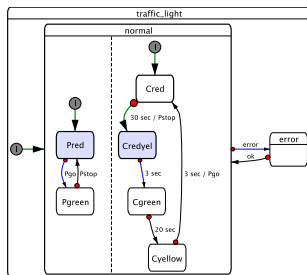 traffic_light
normal
I
I
Cred
30 sec / Pstop
I
Pred
Credyel
error
error
ok
Pgo
Pstop
3 sec
3 sec / Pgo
Pgreen
Cgreen
20 sec
Cyellow